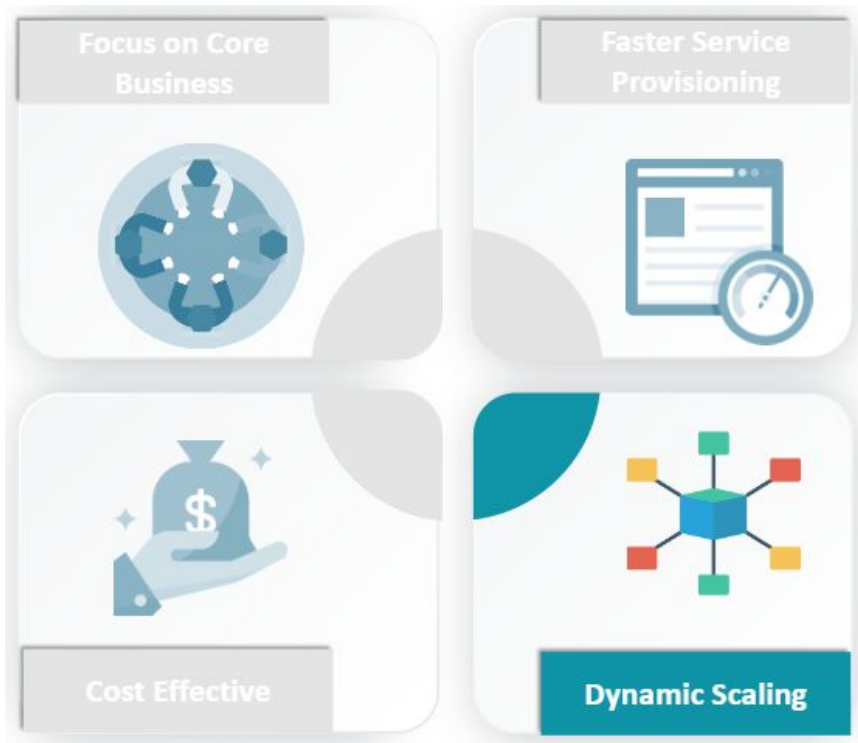 Focus on Core
Business
Faster Service
Provisioning
$
Cost Effective
Dynamic Scaling